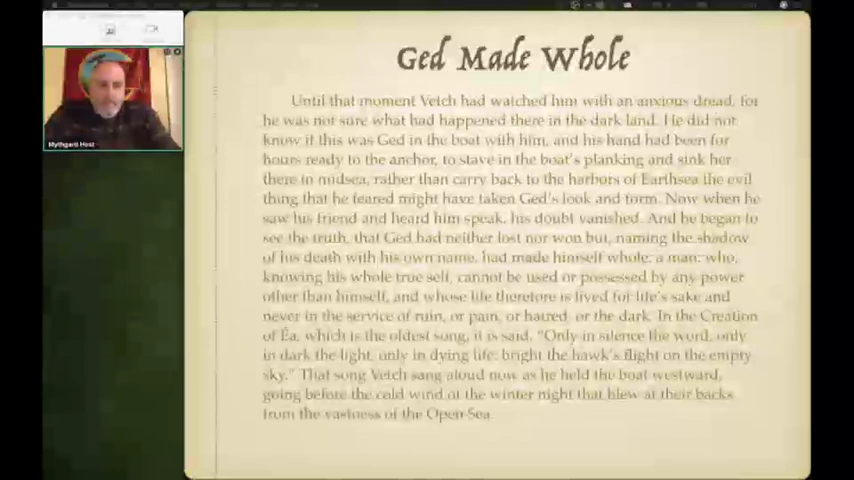 Ged Made Whole
Until that moment Vetch had watched him with an anxious dread, for
he was not sure what had happened there in the dark land. He did not
know if this was Ged in the boat with him, and his hand had been for
hours ready to the anchor, to stave in the boat's planking and sink her
there in midsea, rather than carry back to the harbors of Earthsea the evil
thing that he feared might have taken Ged's look and form. Now when he
saw his friend and heard him speak, his doubt vanished. And he began to
see the truth, that Ged had neither lost nor won but, naming the shadow
of his death with his own name, had made himself whole: a man: who,
knowing his whole true self, cannot be used or possessed by any power
other than himself, and whose life therefore is lived for life's sake and
never in the service of ruin, or pain, or hatred, or the dark. In the Creation
of Éa, which is the oldest song, it is said, "Only in silence the word, only
in dark the light, only in dying life: bright the hawk's flight on the empty
sky." That song Vetch sang aloud now as he held the boat westward,
going before the cold wind of the winter night that blew at their backs
from the vastness of the Open Sea.
Mythgard Host